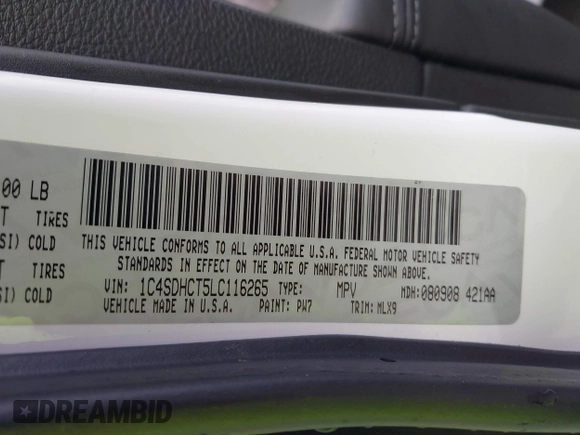 00 LB
T TIRES
SI) COLD
T TIRES
SI) COLD
THIS VEHICLE CONFORMS TO ALL APPLICABLE U.S.A. FEDERAL MOTOR VEHICLE SAFETY
STANDARDS IN EFFECT ON THE DATE OF MANUFACTURE SHOWN ABOVE.
VIN: 1C4SDHCT5LC116265 TYPE: MPV MDH:080908 421AA
VEHICLE MADE IN U.S.A. PAINT: PW7 TRIM: MLX9
DREAMBID